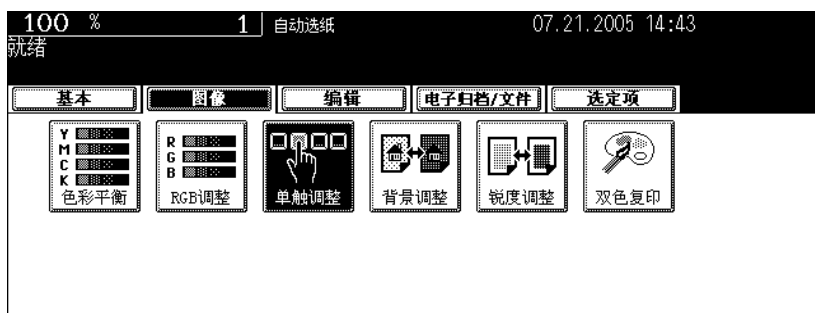 100 % 1 自动选纸 07.21.2005 14:43
就绪
基本 图像 编辑 电子归档/文件 选定项
Y
M
C
K
R
G
B
色彩平衡 RGB调整 单触调整 背景调整 锐度调整 双色复印